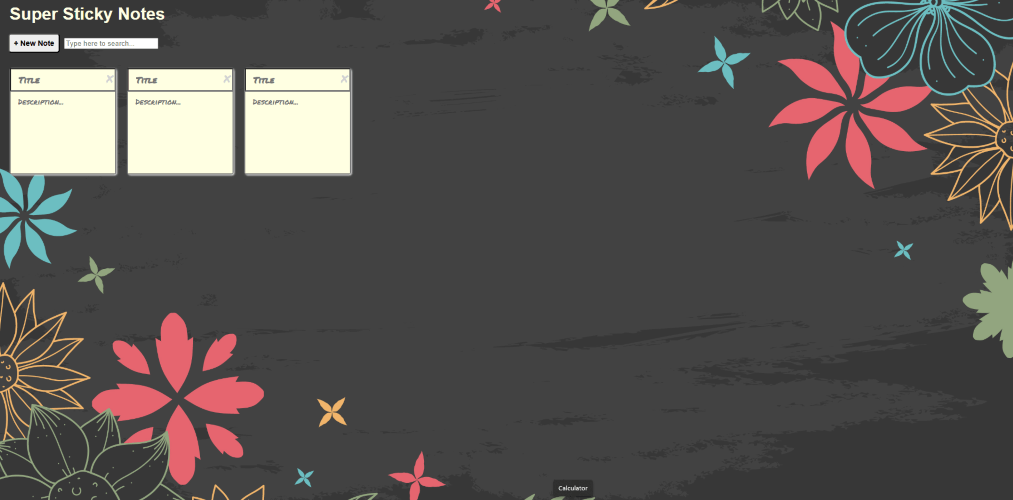 Super Sticky Notes
+ New Note Type here to search...
Title × Title × Title ×
Description... Description... Description...
Calculator